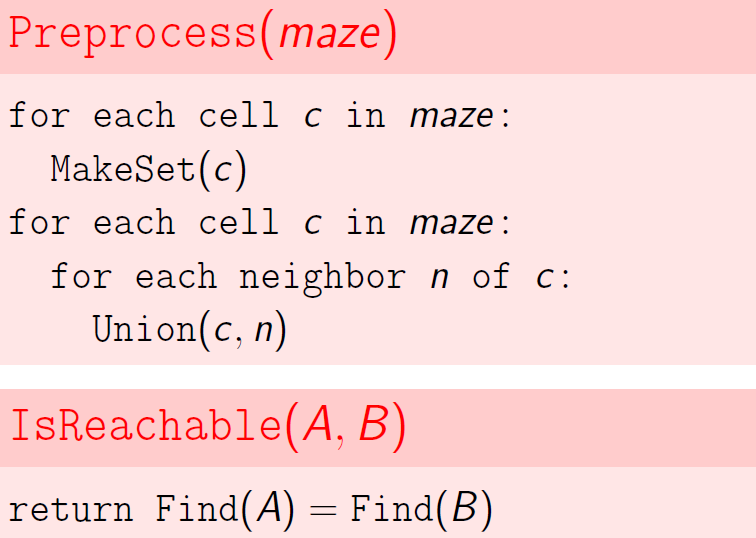 Preprocess(maze)
for each cell c in maze:
MakeSet(c)
for each cell c in maze:
for each neighbor n of c:
Union(c, n)
IsReachable(A, B)
return Find(A) = Find(B)